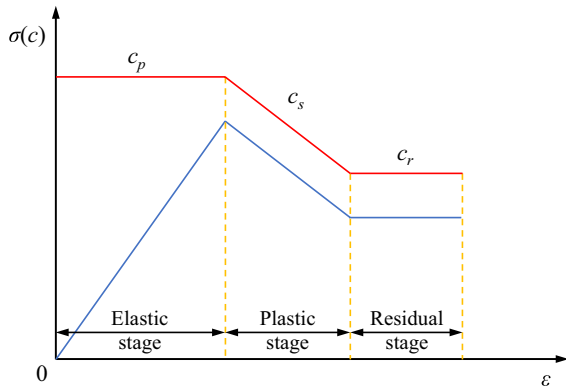 σ(c)
c_p
c_s
c_r
Elastic
stage
Plastic
stage
Residual
stage
0
ε